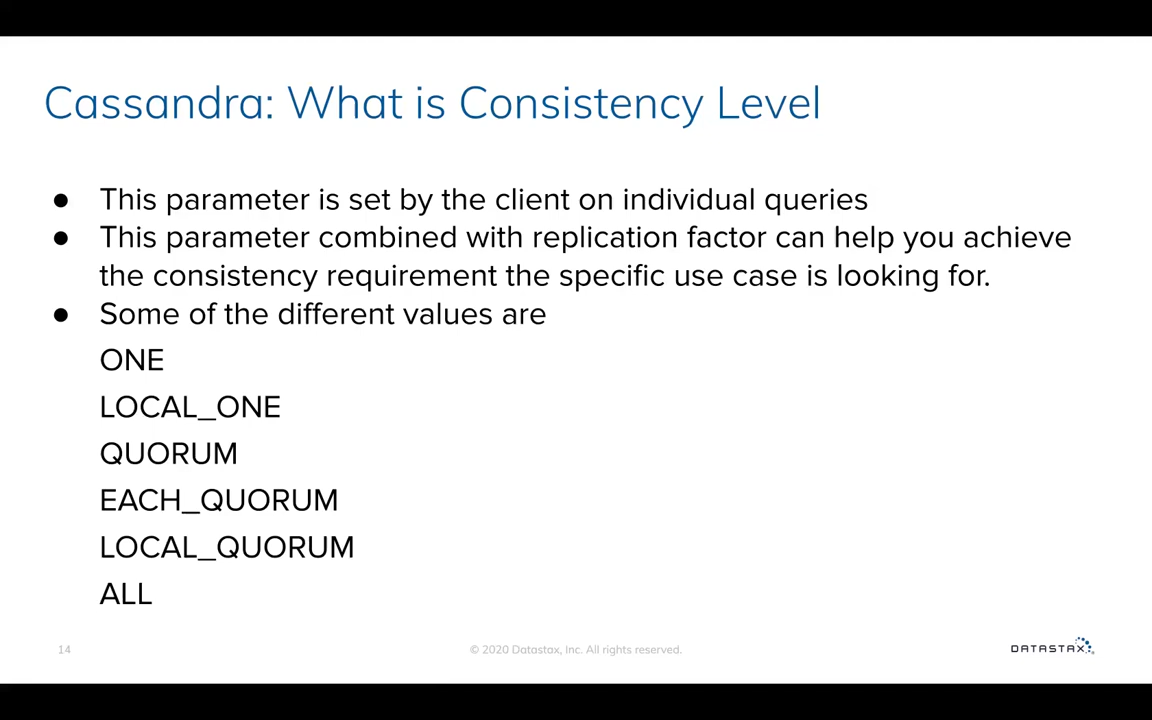 Cassandra: What is Consistency Level
● This parameter is set by the client on individual queries
● This parameter combined with replication factor can help you achieve
the consistency requirement the specific use case is looking for.
● Some of the different values are
ONE
LOCAL_ONE
QUORUM
EACH_QUORUM
LOCAL_QUORUM
ALL
14
© 2020 Datastax, Inc. All rights reserved.
DATASTAX